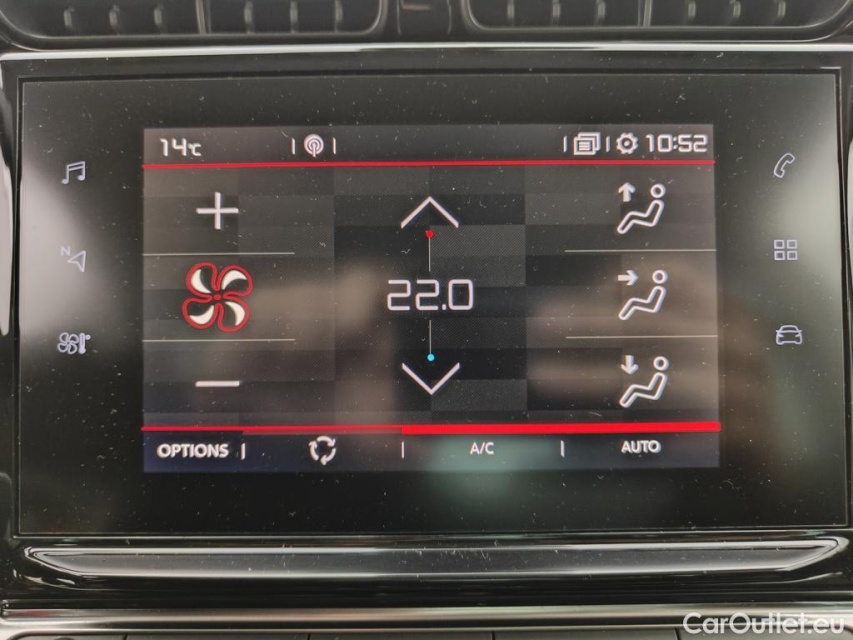 14°C 10:52
N
22.0
OPTIONS A/C AUTO
CarOutlet.eu